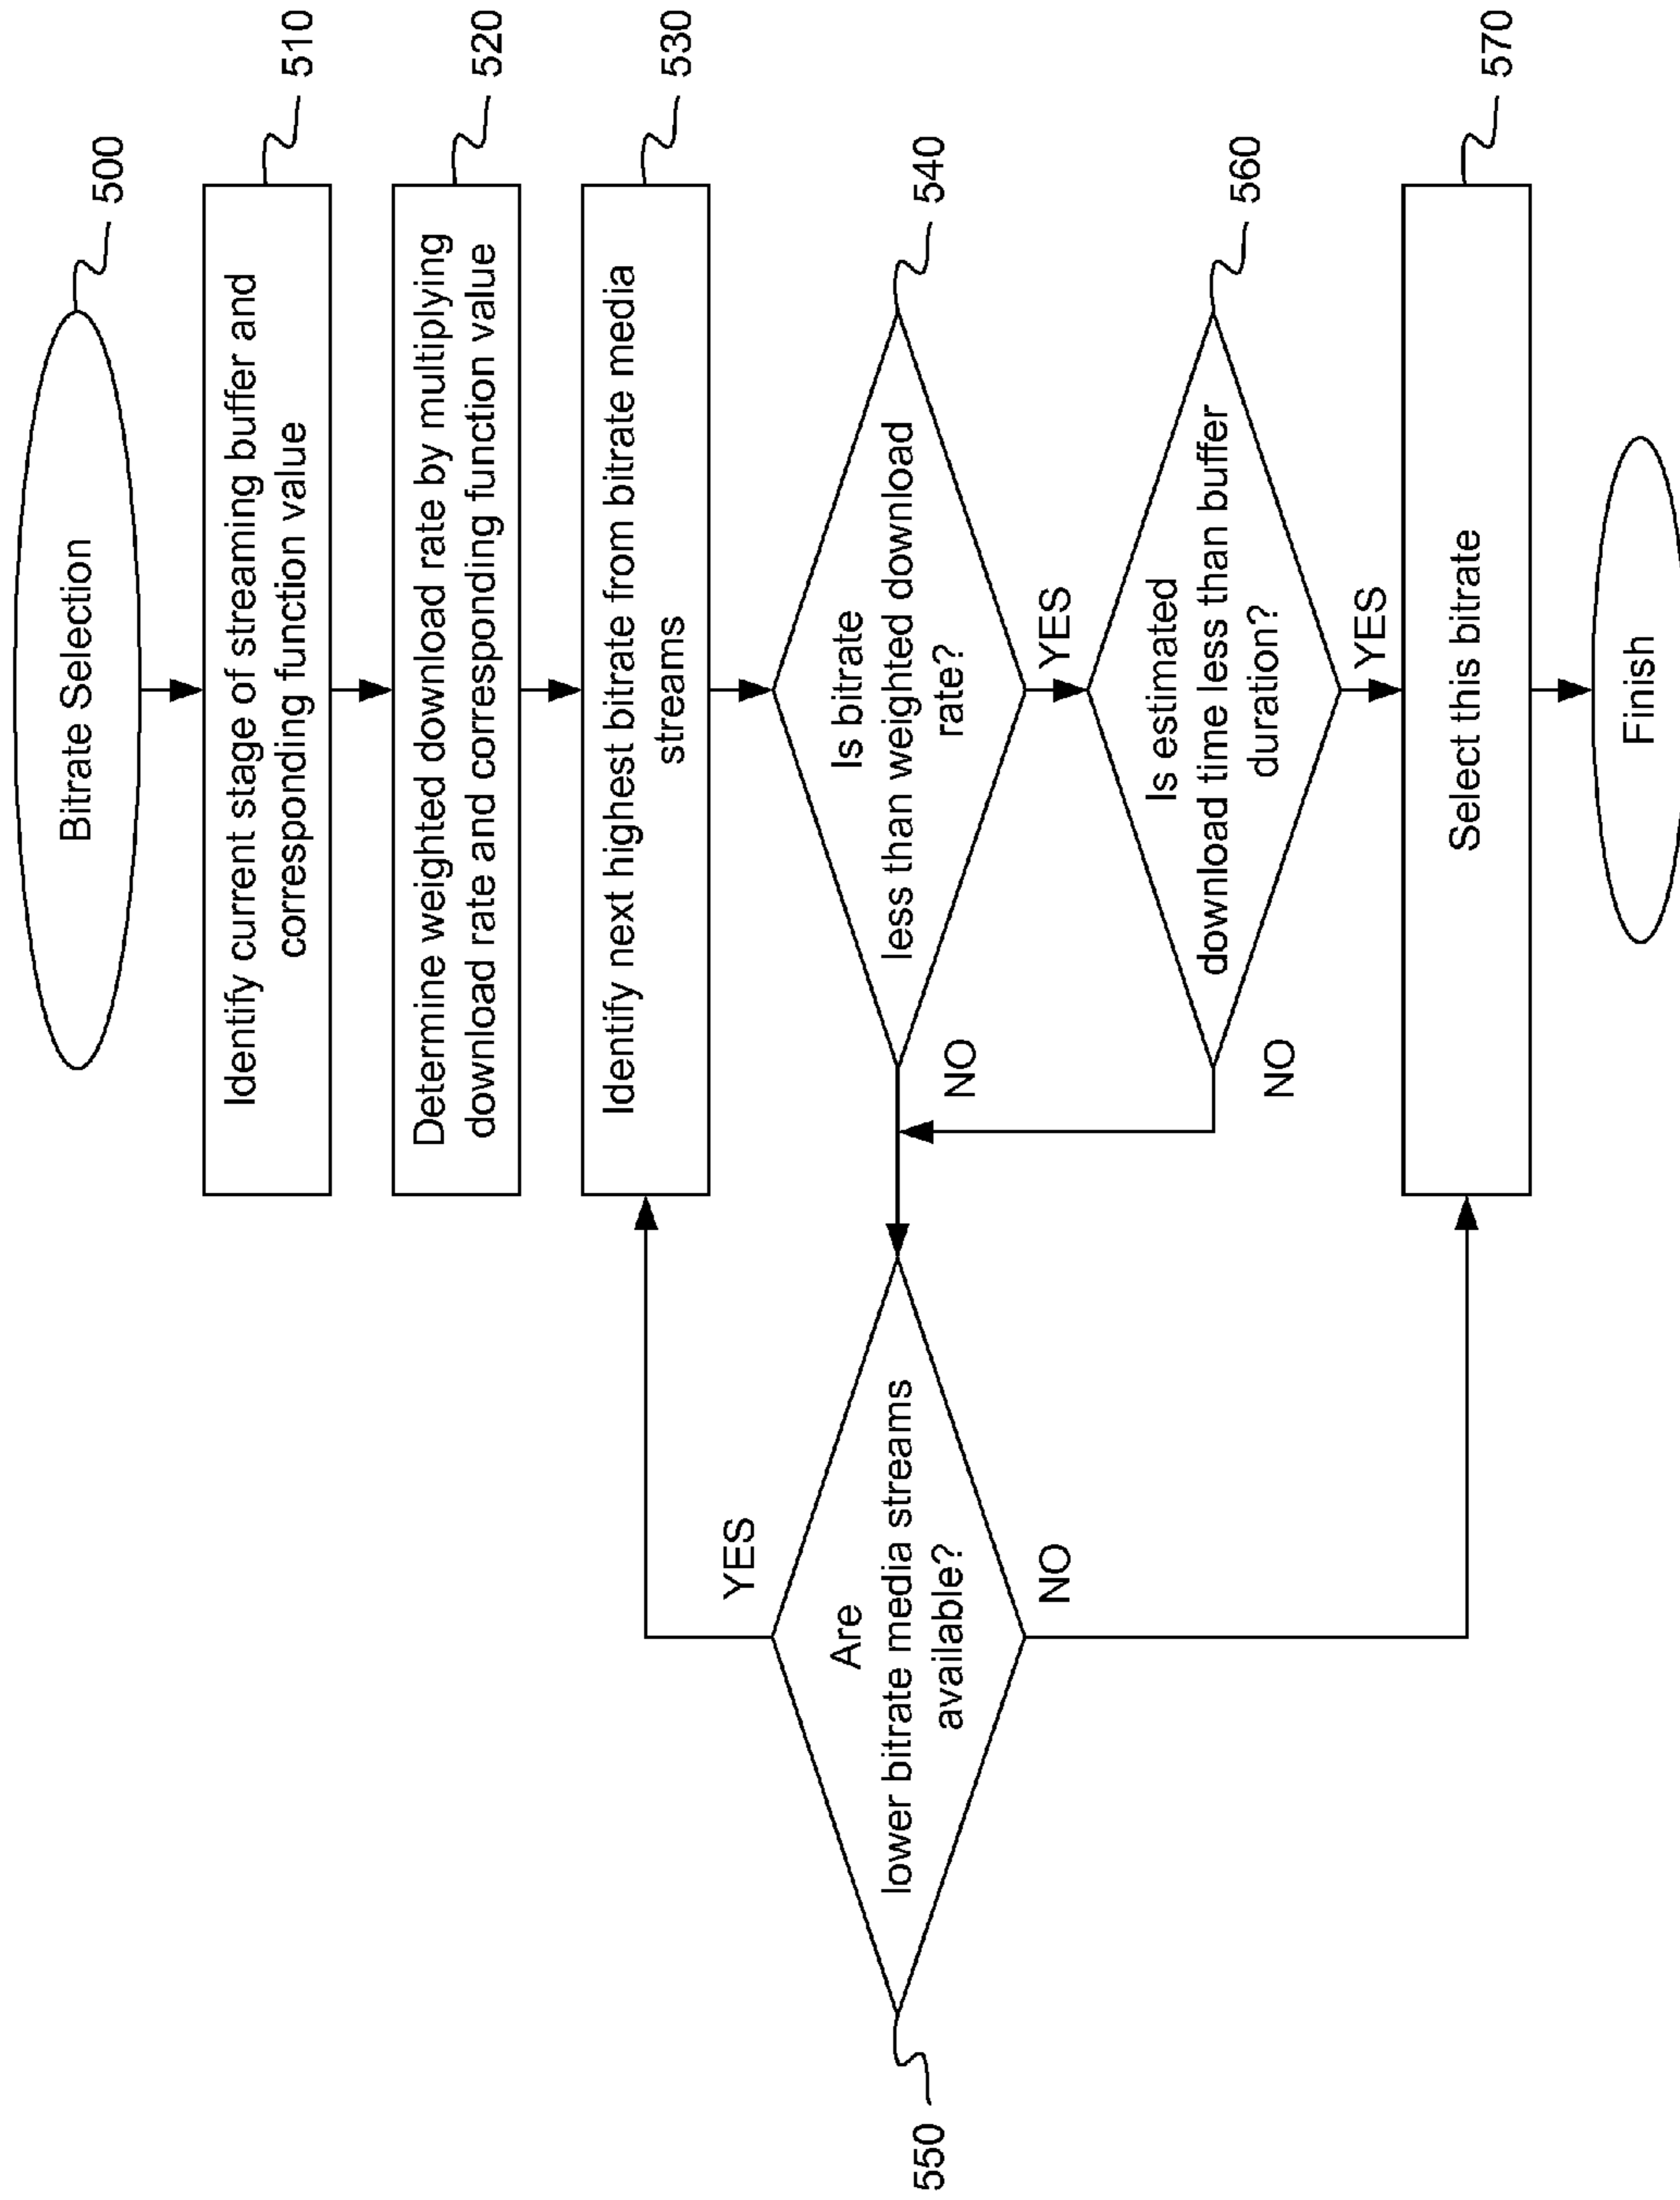 Bitrate Selection
500
Identify current stage of streaming buffer and
corresponding function value
510
Determine weighted download rate by multiplying
download rate and corresponding function value
520
Identify next highest bitrate from bitrate media
streams
530
Is bitrate
less than weighted download
rate?
540
YES
NO
Are
lower bitrate media streams
available?
550
YES
NO
Is estimated
download time less than buffer
duration?
560
YES
NO
Select this bitrate
570
Finish